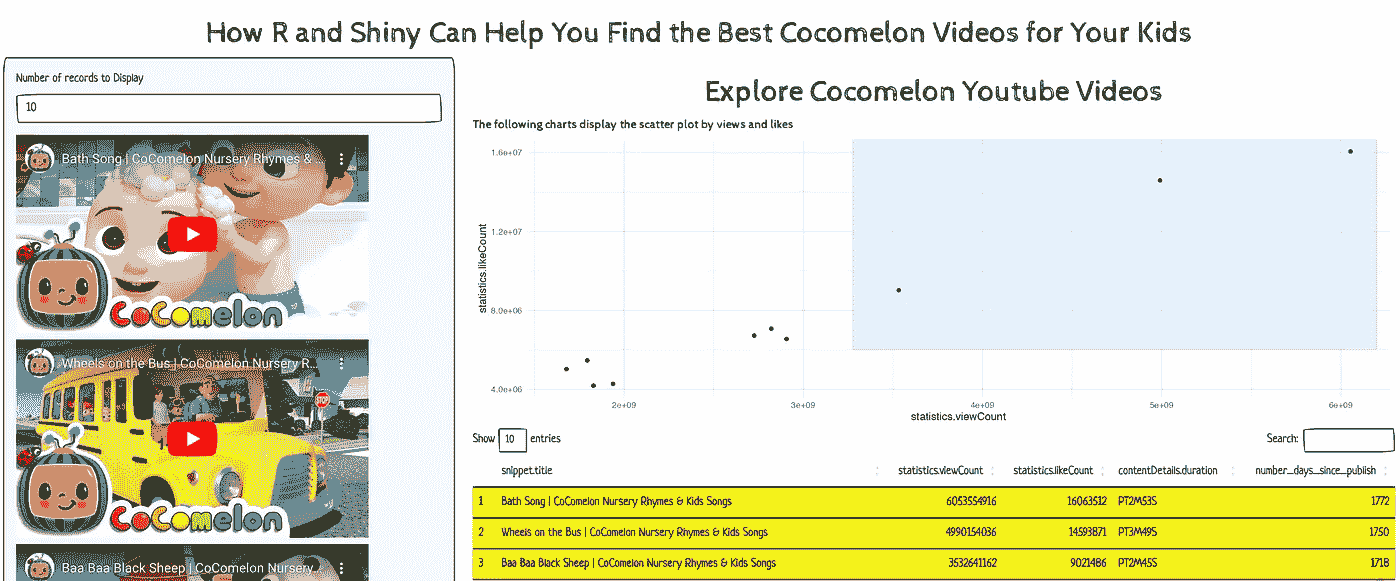 How R and Shiny Can Help You Find the Best Cocomelon Videos for Your Kids
Number of records to Display
10
Bath Song | CoComelon Nursery Rhymes & ...
CoComelon
Wheels on the Bus | CoComelon Nursery R...
STOP
CoComelon
Baa Baa Black Sheep | CoComelon Nursery...
Explore Cocomelon Youtube Videos
The following charts display the scatter plot by views and likes
statistics.likeCount
1.6e+07
1.2e+07
8.0e+06
4.0e+06
2e+09 3e+09 4e+09 5e+09 6e+09
statistics.viewCount
Show 10 entries Search:
snippet.title statistics.viewCount statistics.likeCount contentDetails.duration number_days_since_publish
1 Bath Song | CoComelon Nursery Rhymes & Kids Songs 6053554916 16063512 PT2M53S 1772
2 Wheels on the Bus | CoComelon Nursery Rhymes & Kids Songs 4990154036 14593871 PT3M49S 1750
3 Baa Baa Black Sheep | CoComelon Nursery Rhymes & Kids Songs 3532641162 9021486 PT2M45S 1718